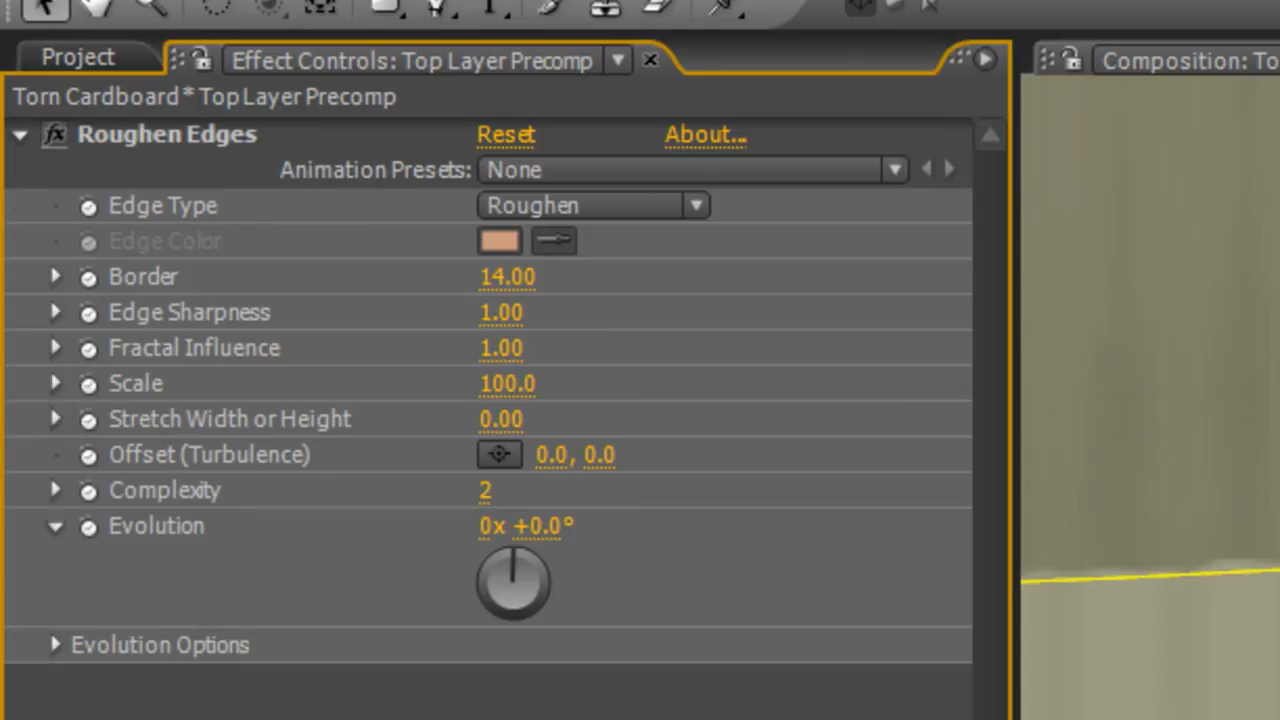 Project
Effect Controls: Top Layer Precomp
Composition: To
Torn Cardboard * Top Layer Precomp
fx Roughen Edges Reset About...
Animation Presets: None
Edge Type Roughen
Edge Color
Border 14.00
Edge Sharpness 1.00
Fractal Influence 1.00
Scale 100.0
Stretch Width or Height 0.00
Offset (Turbulence) 0.0, 0.0
Complexity 2
Evolution 0x +0.0°
Evolution Options